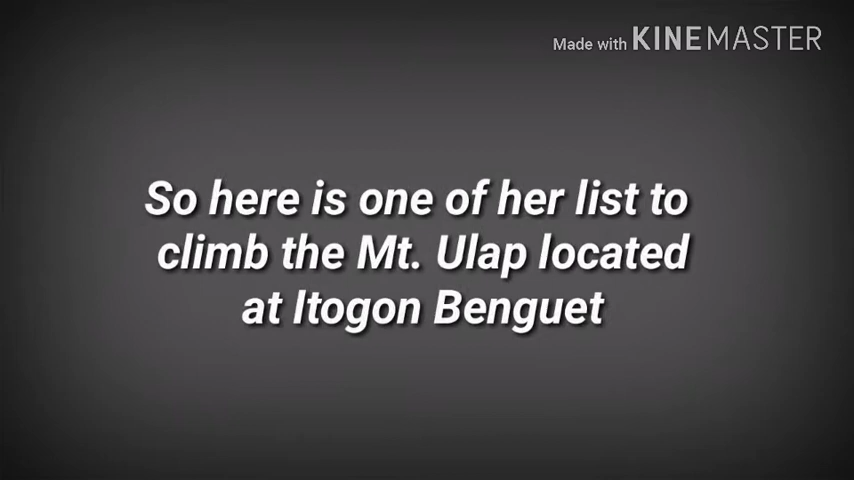 Made with KINEMASTER
So here is one of her list to
climb the Mt. Ulap located
at Itogon Benguet